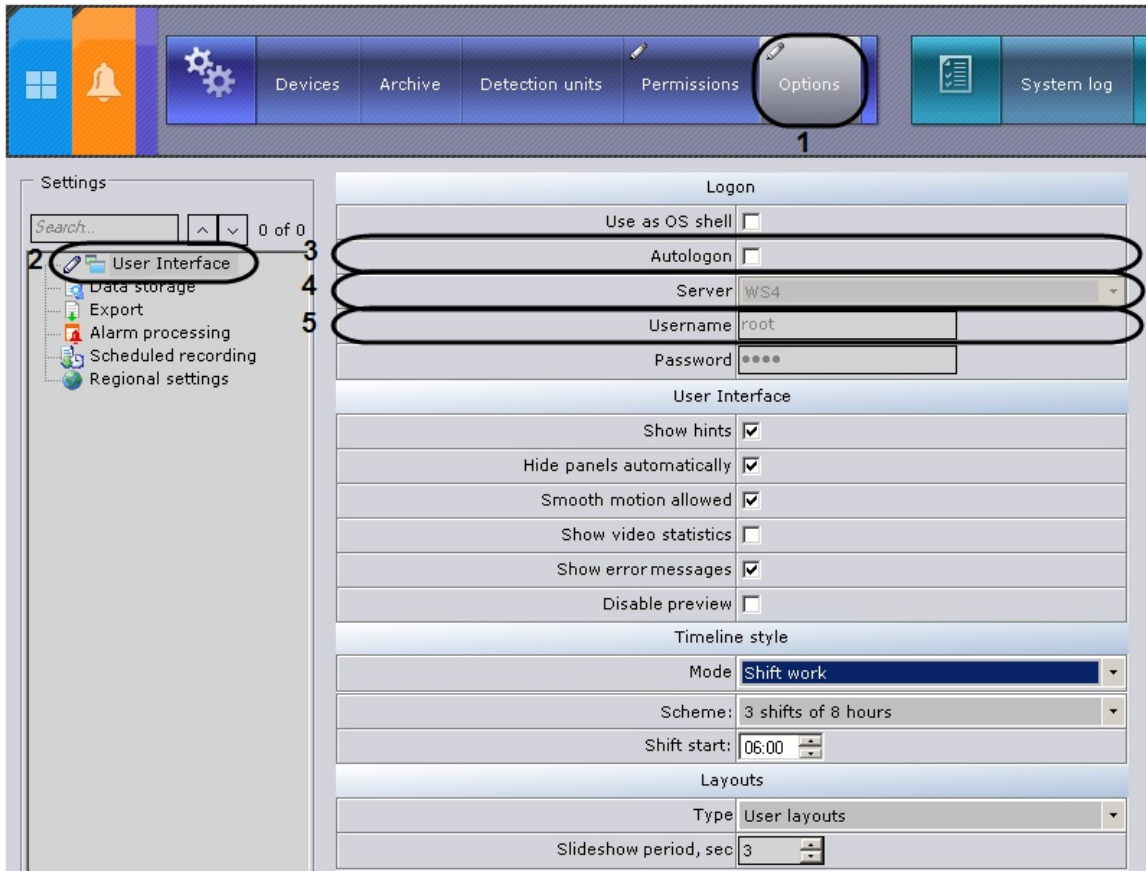 Devices
Archive
Detection units
Permissions
Options
System log
1
Settings
Search...
0 of 0
2
User Interface
Data storage
Export
Alarm processing
Scheduled recording
Regional settings
Logon
Use as OS shell
3
Autologon
4
Server WS4
5
Username root
Password ••••
User Interface
Show hints
Hide panels automatically
Smooth motion allowed
Show video statistics
Show error messages
Disable preview
Timeline style
Mode Shift work
Scheme: 3 shifts of 8 hours
Shift start: 06:00
Layouts
Type User layouts
Slideshow period, sec 3